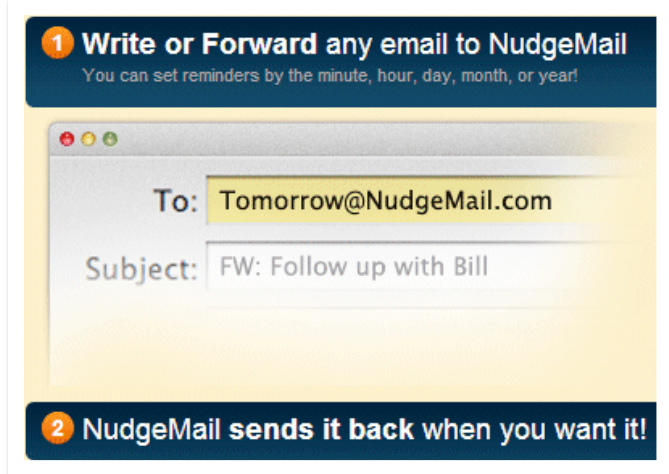 1 Write or Forward any email to NudgeMail
You can set reminders by the minute, hour, day, month, or year!
To: Tomorrow@NudgeMail.com
Subject: FW: Follow up with Bill
2 NudgeMail sends it back when you want it!